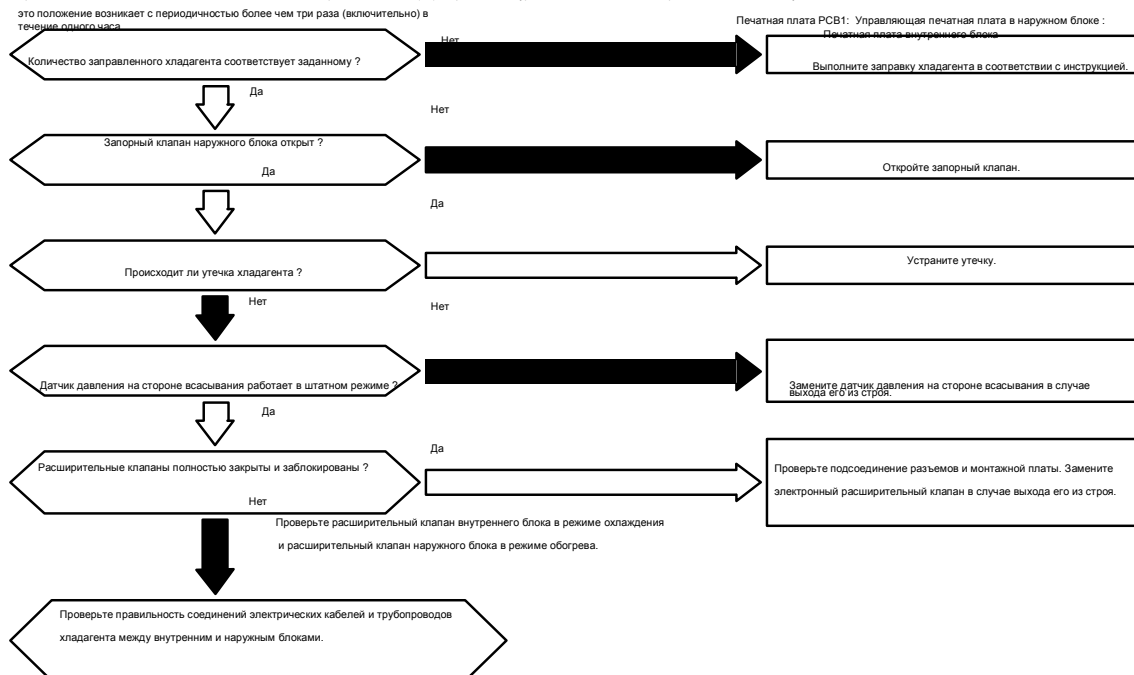 это положение возникает с периодичностью более чем три раза (включительно) в
течение одного часа.
Печатная плата PCB1: Управляющая печатная плата в наружном блоке :
Печатная плата внутреннего блока
Нет
Количество заправленного хладагента соответствует заданному ?
Выполните заправку хладагента в соответствии с инструкцией.
Да
Нет
Запорный клапан наружного блока открыт ?
Да
Откройте запорный клапан.
Да
Происходит ли утечка хладагента ?
Устраните утечку.
Нет
Нет
Датчик давления на стороне всасывания работает в штатном режиме ?
Замените датчик давления на стороне всасывания в случае
выхода его из строя.
Да
Да
Расширительные клапаны полностью закрыты и заблокированы ?
Нет
Проверьте подсоединение разъемов и монтажной платы. Замените
электронный расширительный клапан в случае выхода его из строя.
Проверьте расширительный клапан внутреннего блока в режиме охлаждения
и расширительный клапан наружного блока в режиме обогрева.
Проверьте правильность соединений электрических кабелей и трубопроводов
хладагента между внутренним и наружным блоками.